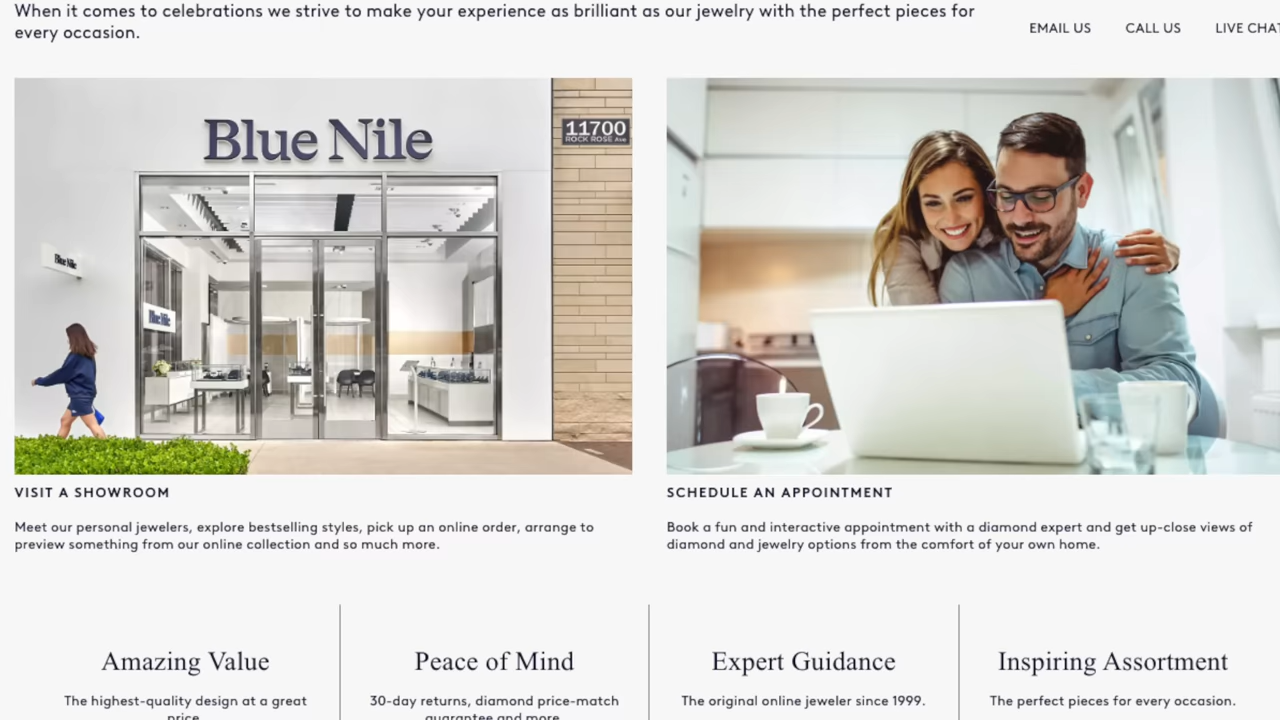 When it comes to celebrations we strive to make your experience as brilliant as our jewelry with the perfect pieces for
every occasion.
EMAIL US
CALL US
LIVE CHAT
Blue Nile
11700
ROCK ROSE Ave
Blue Nile
Blue Nile
VISIT A SHOWROOM
Meet our personal jewelers, explore bestselling styles, pick up an online order, arrange to
preview something from our online collection and so much more.
SCHEDULE AN APPOINTMENT
Book a fun and interactive appointment with a diamond expert and get up-close views of
diamond and jewelry options from the comfort of your own home.
Amazing Value
The highest-quality design at a great
price.
Peace of Mind
30-day returns, diamond price-match
guarantee and more.
Expert Guidance
The original online jeweler since 1999.
Inspiring Assortment
The perfect pieces for every occasion.